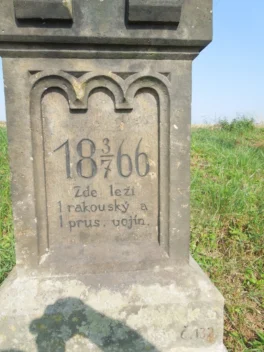 18 3/7 66
Zde leží
1 rakouský a
1 prus. vojín.